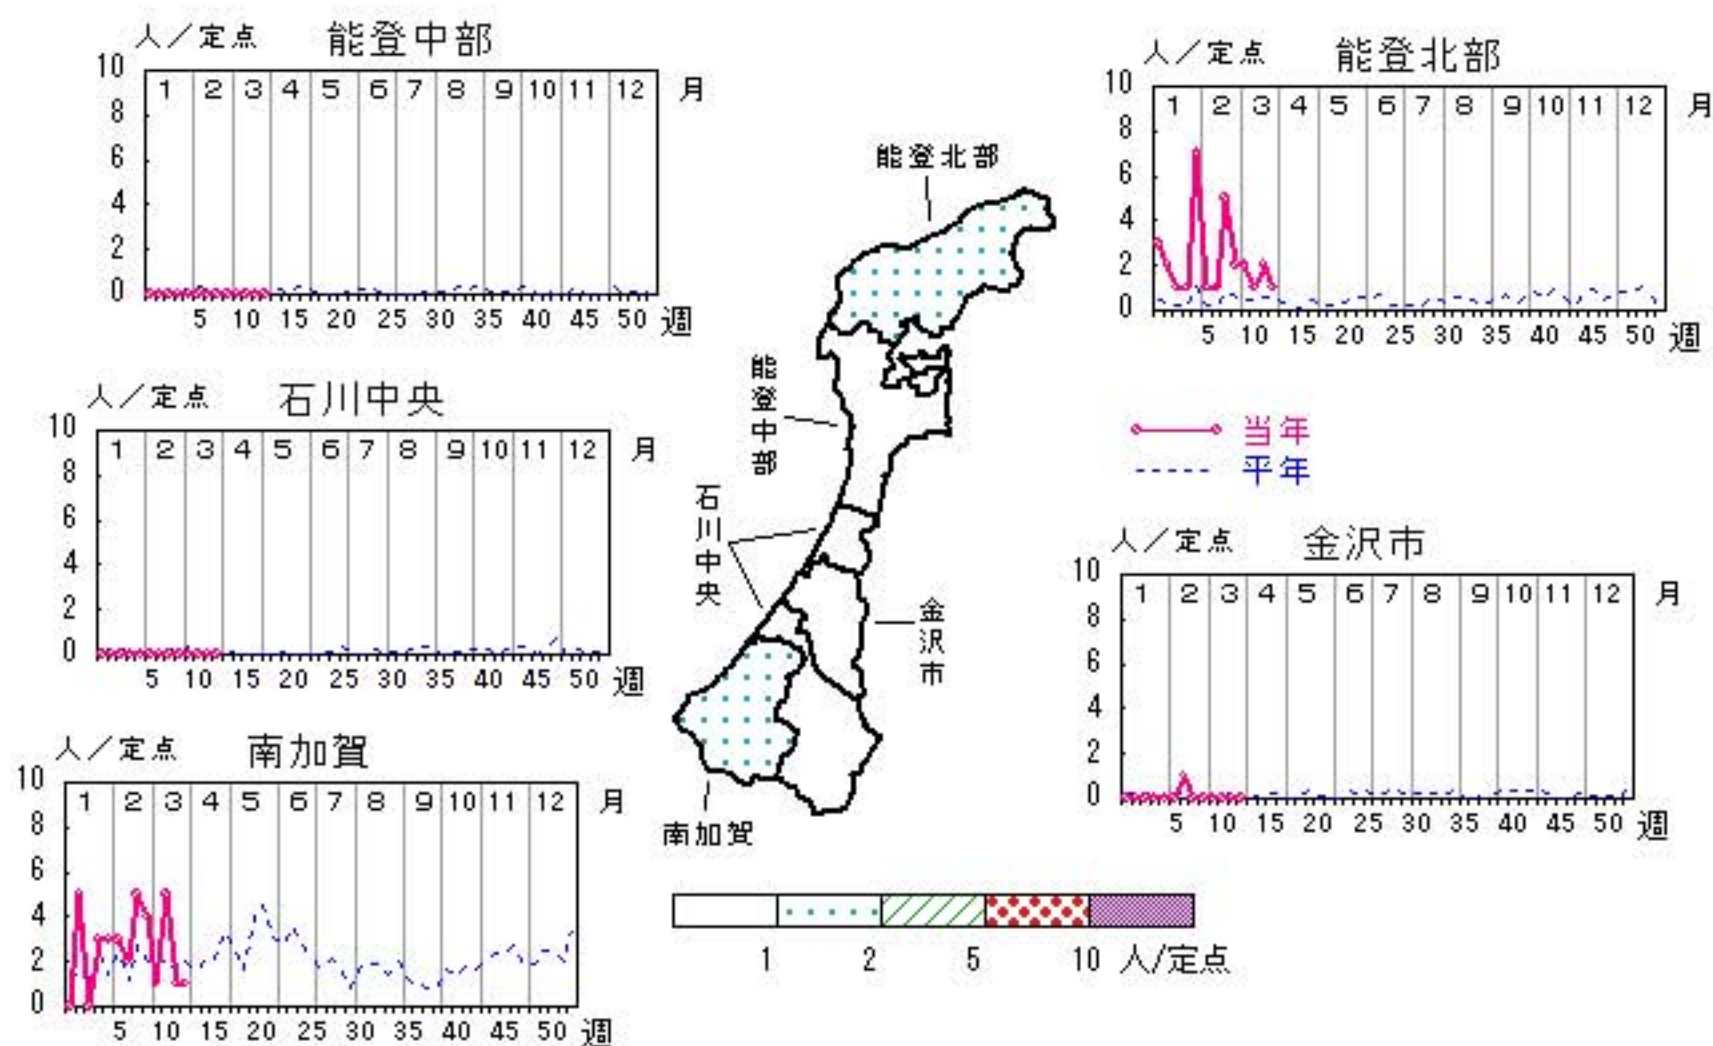 人／定点 能登中部
10 8 6 4 2 0
1 2 3 4 5 6 7 8 9 10 11 12 月
5 10 15 20 25 30 35 40 45 50 週
人／定点 能登北部
10 8 6 4 2 0
1 2 3 4 5 6 7 8 9 10 11 12 月
5 10 15 20 25 30 35 40 45 50 週
能登北部
能登中部
石川中央
金沢市
南加賀
人／定点 石川中央
10 8 6 4 2 0
1 2 3 4 5 6 7 8 9 10 11 12 月
5 10 15 20 25 30 35 40 45 50 週
当年
平年
人／定点 金沢市
10 8 6 4 2 0
1 2 3 4 5 6 7 8 9 10 11 12 月
5 10 15 20 25 30 35 40 45 50 週
人／定点 南加賀
10 8 6 4 2 0
1 2 3 4 5 6 7 8 9 10 11 12 月
5 10 15 20 25 30 35 40 45 50 週
1 2 5 10 人/定点